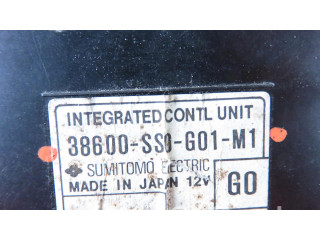 INTEGRATED CONTL UNIT
38600-SS0-G01-M1
SUMITOMO ELECTRIC
MADE IN JAPAN 12V
GO